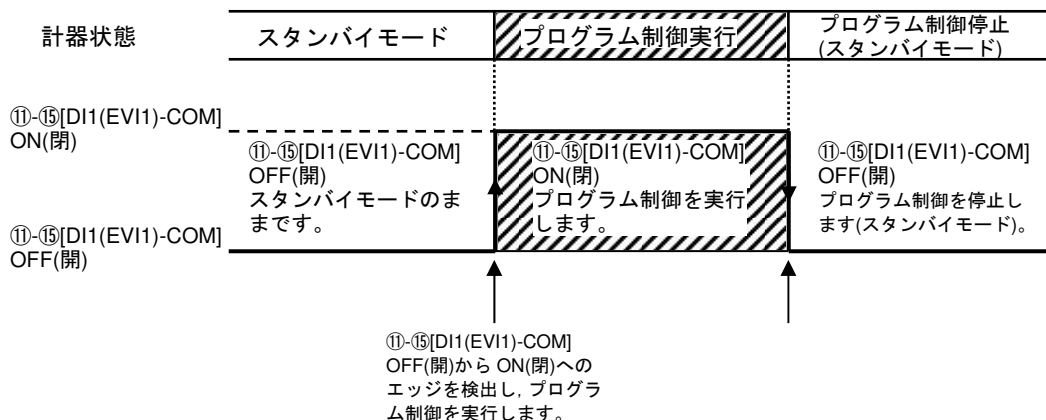 計器状態
スタンバイモード
プログラム制御実行
プログラム制御停止
(スタンバイモード)
⑪-⑮[DI1(EVI1)-COM]
ON(閉)
⑪-⑮[DI1(EVI1)-COM]
OFF(開)
スタンバイモードのま
まです。
⑪-⑮[DI1(EVI1)-COM]
ON(閉)
プログラム制御を実行
します。
⑪-⑮[DI1(EVI1)-COM]
OFF(開)
プログラム制御を停止し
ます(スタンバイモード)。
⑪-⑮[DI1(EVI1)-COM]
OFF(開)
⑪-⑮[DI1(EVI1)-COM]
OFF(開)から ON(閉)への
エッジを検出し, プログラ
ム制御を実行します。